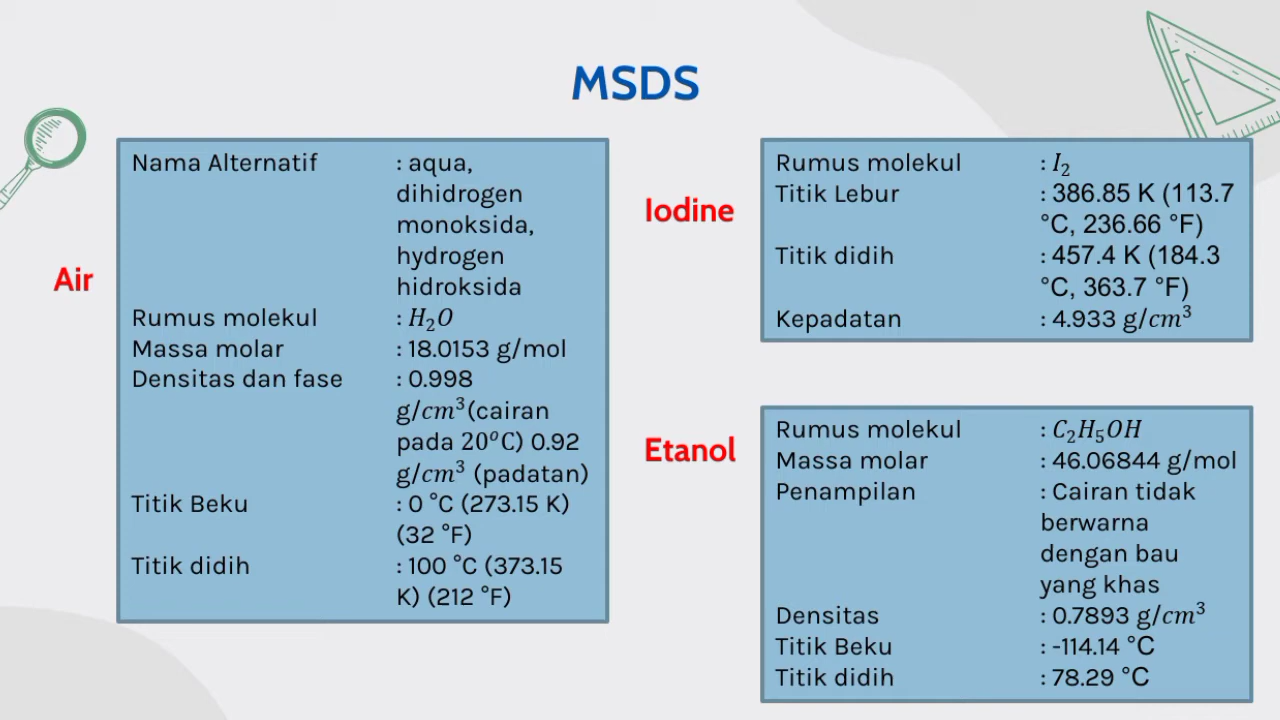 MSDS
Air
Nama Alternatif : aqua,
dihidrogen
monoksida,
hydrogen
hidroksida
Rumus molekul : H₂O
Massa molar : 18.0153 g/mol
Densitas dan fase : 0.998
g/cm³(cairan
pada 20°C) 0.92
g/cm³ (padatan)
Titik Beku : 0 °C (273.15 K)
(32 °F)
Titik didih : 100 °C (373.15
K) (212 °F)
Iodine
Rumus molekul : I₂
Titik Lebur : 386.85 K (113.7
°C, 236.66 °F)
Titik didih : 457.4 K (184.3
°C, 363.7 °F)
Kepadatan : 4.933 g/cm³
Etanol
Rumus molekul : C₂H₅OH
Massa molar : 46.06844 g/mol
Penampilan : Cairan tidak
berwarna
dengan bau
yang khas
Densitas : 0.7893 g/cm³
Titik Beku : -114.14 °C
Titik didih : 78.29 °C